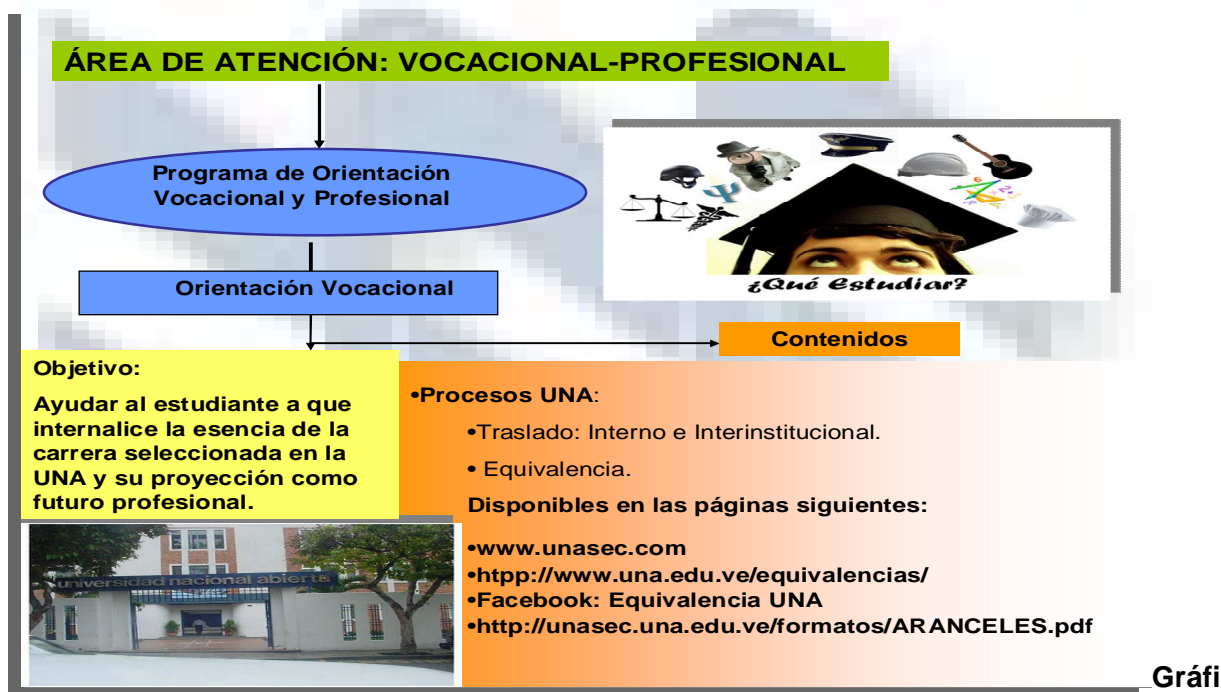 ÁREA DE ATENCIÓN: VOCACIONAL-PROFESIONAL
Programa de Orientación
Vocacional y Profesional
¿Qué Estudiar?
Orientación Vocacional
Contenidos
Objetivo:
Ayudar al estudiante a que
internalice la esencia de la
carrera seleccionada en la
UNA y su proyección como
futuro profesional.
•Procesos UNA:
•Traslado: Interno e Interinstitucional.
• Equivalencia.
Disponibles en las páginas siguientes:
•www.unasec.com
•htpp://www.una.edu.ve/equivalencias/
•Facebook: Equivalencia UNA
•http://unasec.una.edu.ve/formatos/ARANCELES.pdf
universidad nacional abierta
Gráfi